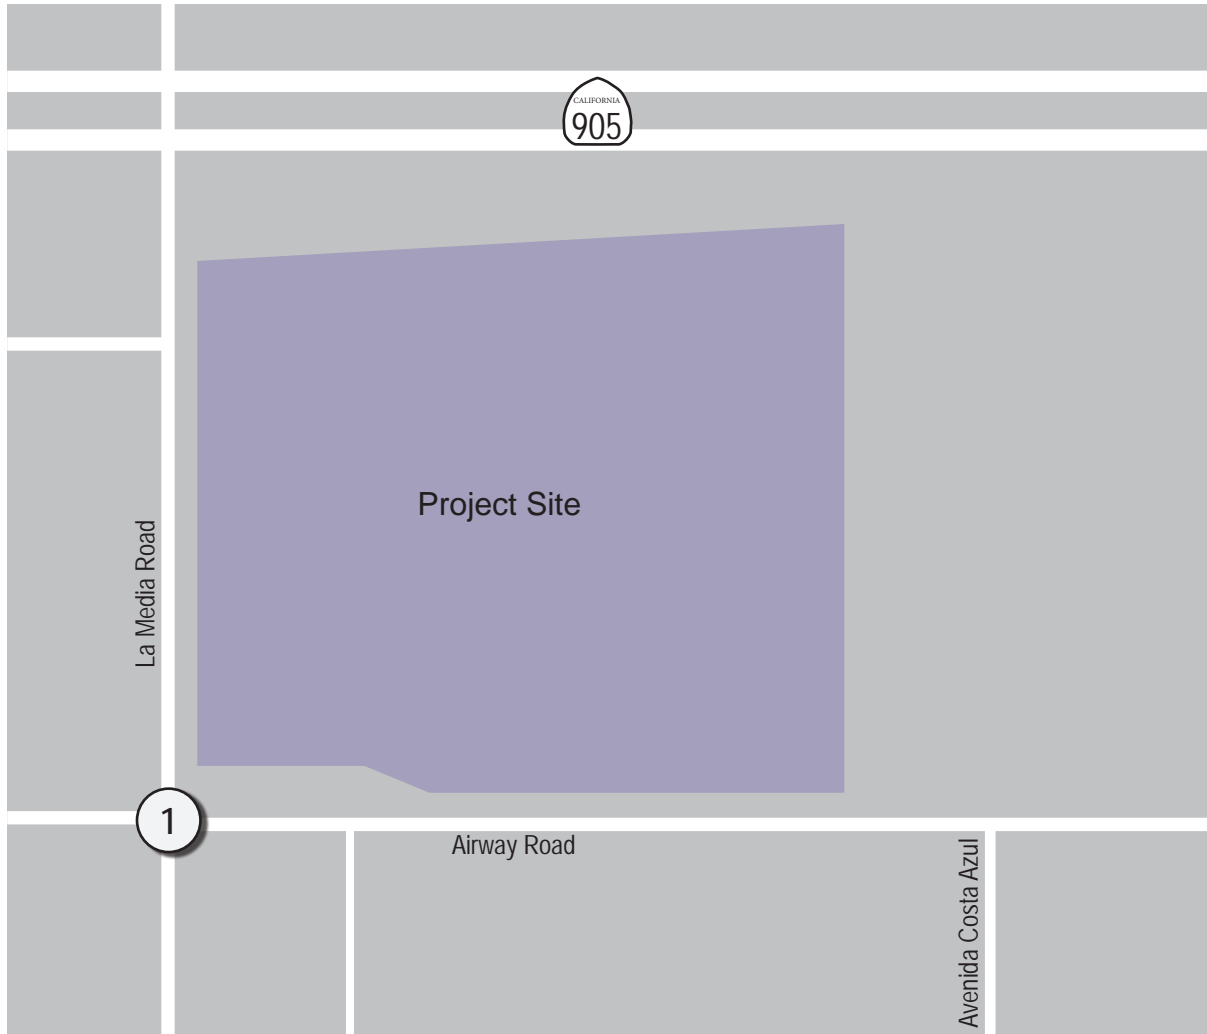 CALIFORNIA
905
Project Site
La Media Road
1
Airway Road
Avenida Costa Azul